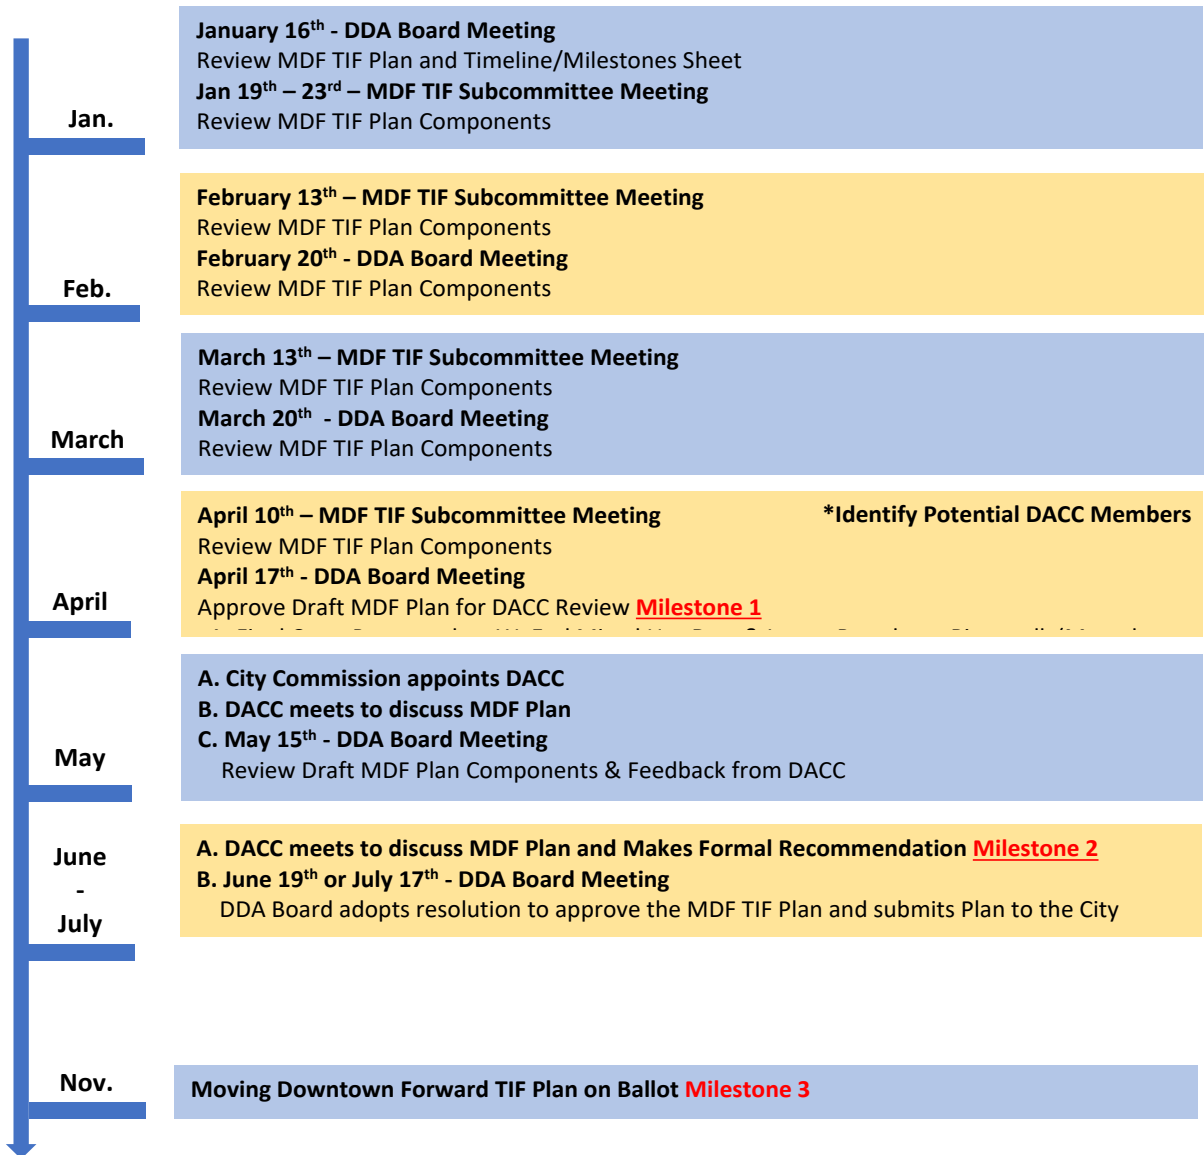 January 16th - DDA Board Meeting
Review MDF TIF Plan and Timeline/Milestones Sheet
Jan 19th – 23rd – MDF TIF Subcommittee Meeting
Review MDF TIF Plan Components
Jan.
February 13th – MDF TIF Subcommittee Meeting
Review MDF TIF Plan Components
February 20th - DDA Board Meeting
Review MDF TIF Plan Components
Feb.
March 13th – MDF TIF Subcommittee Meeting
Review MDF TIF Plan Components
March 20th - DDA Board Meeting
Review MDF TIF Plan Components
March
April 10th – MDF TIF Subcommittee Meeting *Identify Potential DACC Members
Review MDF TIF Plan Components
April 17th - DDA Board Meeting
Approve Draft MDF Plan for DACC Review Milestone 1
April
A. City Commission appoints DACC
B. DACC meets to discuss MDF Plan
C. May 15th - DDA Board Meeting
Review Draft MDF Plan Components & Feedback from DACC
May
A. DACC meets to discuss MDF Plan and Makes Formal Recommendation Milestone 2
B. June 19th or July 17th - DDA Board Meeting
DDA Board adopts resolution to approve the MDF TIF Plan and submits Plan to the City
June
-
July
Nov.
Moving Downtown Forward TIF Plan on Ballot Milestone 3